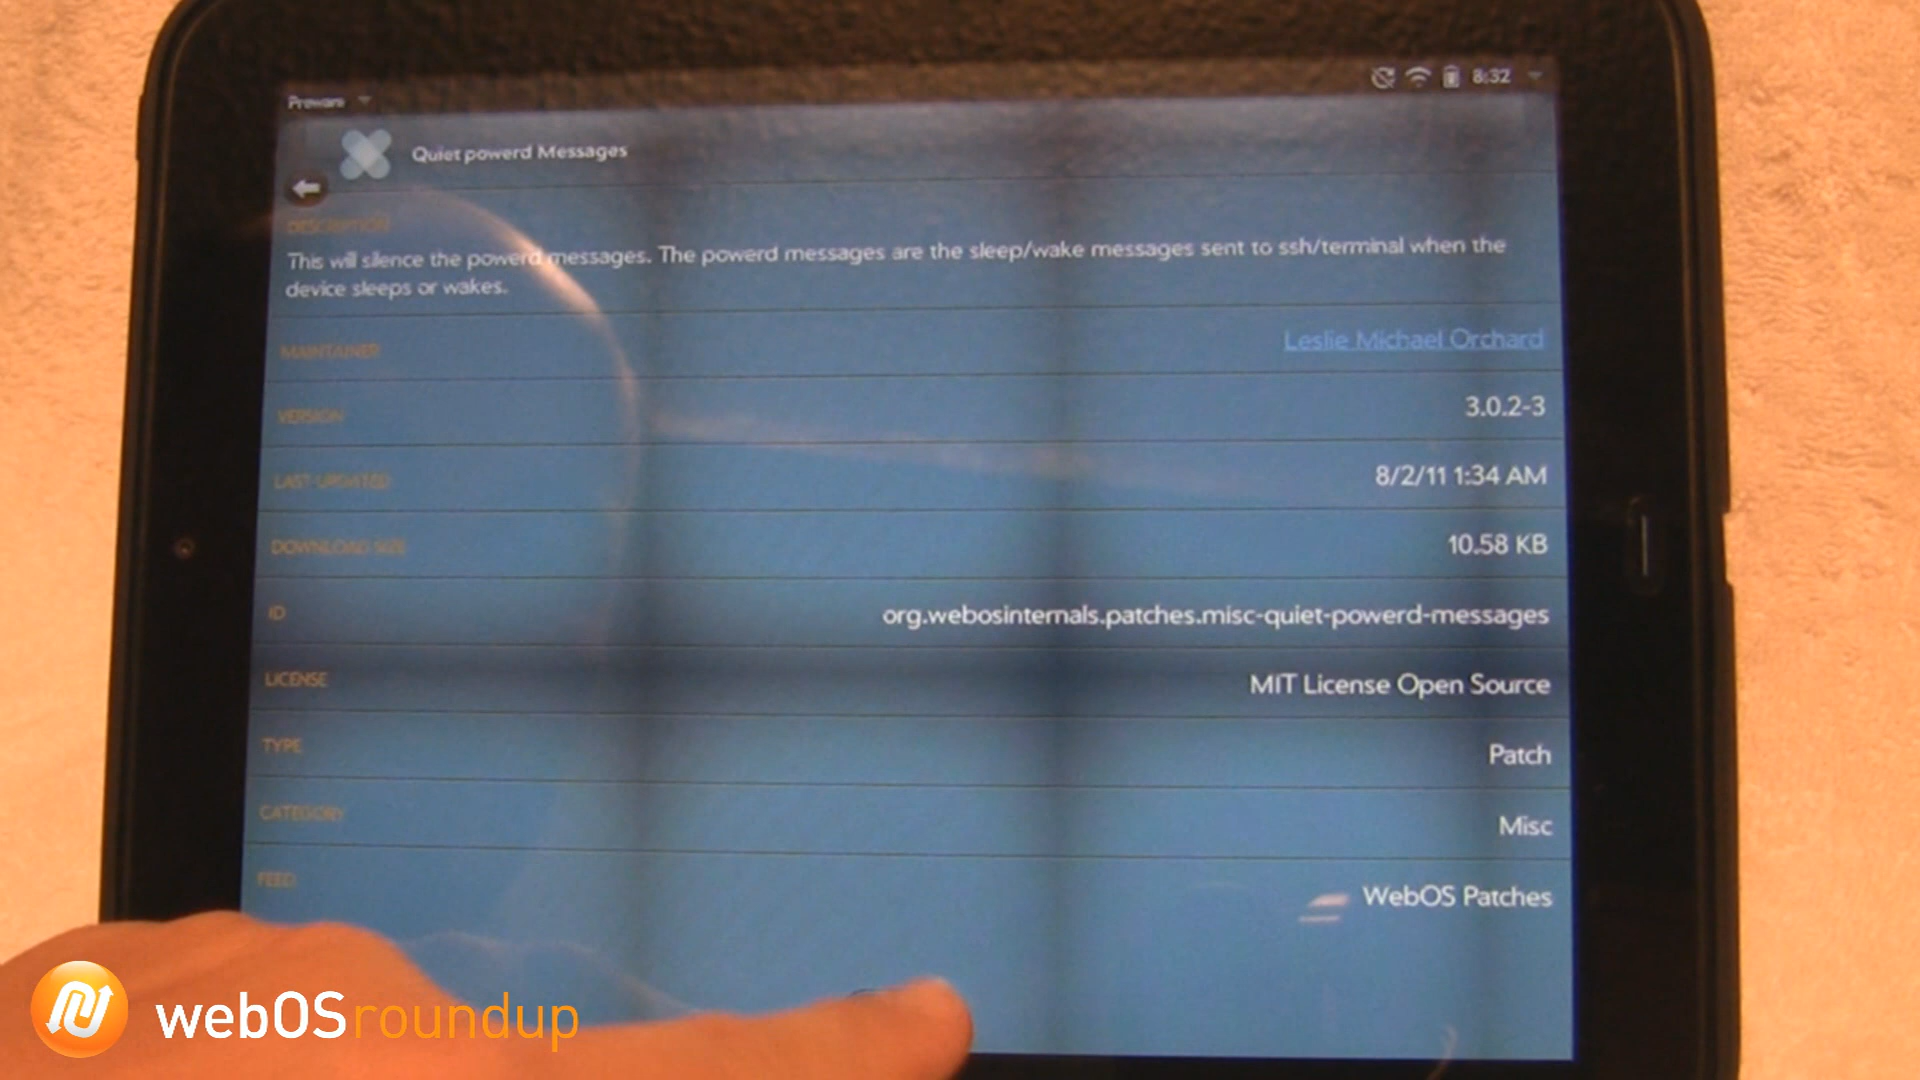 Preware
8:32
Quiet powerd Messages
DESCRIPTION
This will silence the powerd messages. The powerd messages are the sleep/wake messages sent to ssh/terminal when the
device sleeps or wakes.
MAINTAINER
Leslie Michael Orchard
VERSION
3.0.2-3
LAST UPDATED
8/2/11 1:34 AM
DOWNLOAD SIZE
10.58 KB
ID
org.webosinternals.patches.misc-quiet-powerd-messages
LICENSE
MIT License Open Source
TYPE
Patch
CATEGORY
Misc
FEED
WebOS Patches
webOSroundup